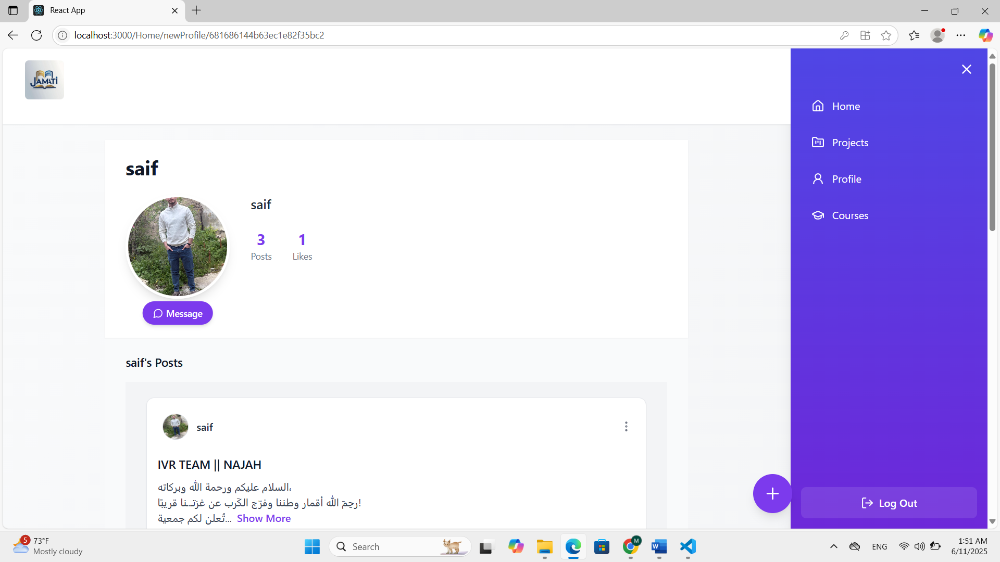 React App
localhost:3000/Home/newProfile/681686144b63ec1e82f35bc2
JAMATI
Home
Projects
Profile
Courses
Log Out
saif
saif
3
Posts
1
Likes
Message
saif's Posts
saif
IVR TEAM || NAJAH
السلام عليكم ورحمة الله وبركاته،
رحِمَ الله أقمار وطننا وفرّج الكَرب عن غزتـنا قريبًا!
تُعلن لكم جمعية... Show More
5
73°F
Mostly cloudy
Search
M
W
ENG
1:51 AM
6/11/2025